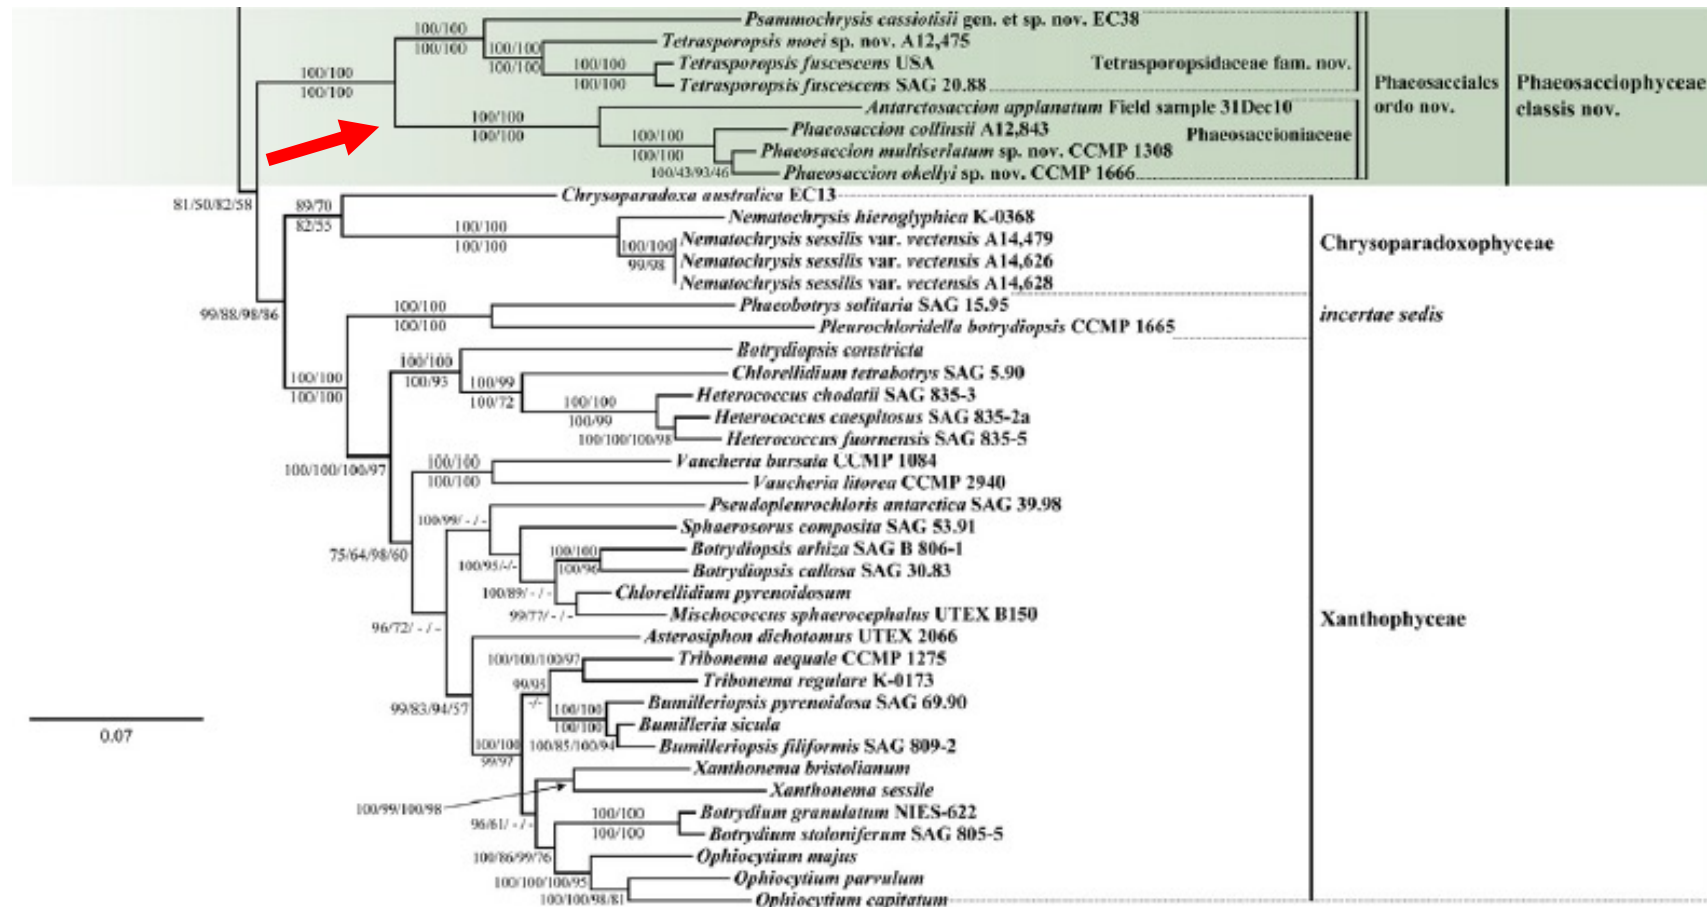 100/100
100/100
100/100
100/100
100/100
100/100
100/100
100/100
Psammochrysis cassiotisii gen. et sp. nov. EC38
Tetrasporopsis moei sp. nov. A12,475
Tetrasporopsis fuscescens USA
Tetrasporopsis fuscescens SAG 20.88
Tetrasporopsidaceae fam. nov.
100/100
100/100
100/100
100/100
100/43/93/46
Antarctosaccion applanatum Field sample 31Dec10
Phaeosaccion collinsii A12,843
Phaeosaccion multiseriatum sp. nov. CCMP 1308
Phaeosaccion okellyi sp. nov. CCMP 1666
Phaeosaccioniaceae
Phaeosacciales
ordo nov.
Phaeosacciophyceae
classis nov.
81/50/82/58
89/70
82/55
100/100
100/100
100/100
99/98
Chrysoparadoxa australica EC13
Nematochrysis hieroglyphica K-0368
Nematochrysis sessilis var. vectensis A14,479
Nematochrysis sessilis var. vectensis A14,626
Nematochrysis sessilis var. vectensis A14,628
Chrysoparadoxophyceae
99/88/98/86
100/100
100/100
Phaeobotrys solitaria SAG 15.95
Pleurochloridella botrydiopsis CCMP 1665
incertae sedis
100/100
100/100
100/100
100/93
100/99
100/72
100/100
100/99
100/100/100/98
Botrydiopsis constricta
Chlorellidium tetrabotrys SAG 5.90
Heterococcus chodatii SAG 835-3
Heterococcus caespitosus SAG 835-2a
Heterococcus fuornensis SAG 835-5
100/100/100/97
100/100
100/100
Vaucheria bursata CCMP 1084
Vaucheria litorea CCMP 2940
75/64/98/60
100/99/ - / -
100/95/-/-
100/100
100/96
100/89/ - / -
99/77/ - / -
Pseudopleurochloris antarctica SAG 39.98
Sphaerosorus composita SAG 53.91
Botrydiopsis arhiza SAG B 806-1
Botrydiopsis callosa SAG 30.83
Chlorellidium pyrenoidosum
Mischococcus sphaerocephalus UTEX B150
Xanthophyceae
96/72/ - / -
Asterosiphon dichotomus UTEX 2066
100/100/100/97
99/95
-/-
100/100
100/100
100/85/100/94
Tribonema aequale CCMP 1275
Tribonema regulare K-0173
Bumilleriopsis pyrenoidosa SAG 69.90
Bumilleria sicula
Bumilleriopsis filiformis SAG 809-2
99/83/94/57
0.07
100/100
99/97
Xanthonema bristolianum
Xanthonema sessile
100/99/100/98
96/61/ - / -
100/100
100/100
Botrydium granulatum NIES-622
Botrydium stoloniferum SAG 805-5
100/86/99/76
100/100/100/95
100/100/98/81
Ophiocytium majus
Ophiocytium parvulum
Ophiocytium capitatum